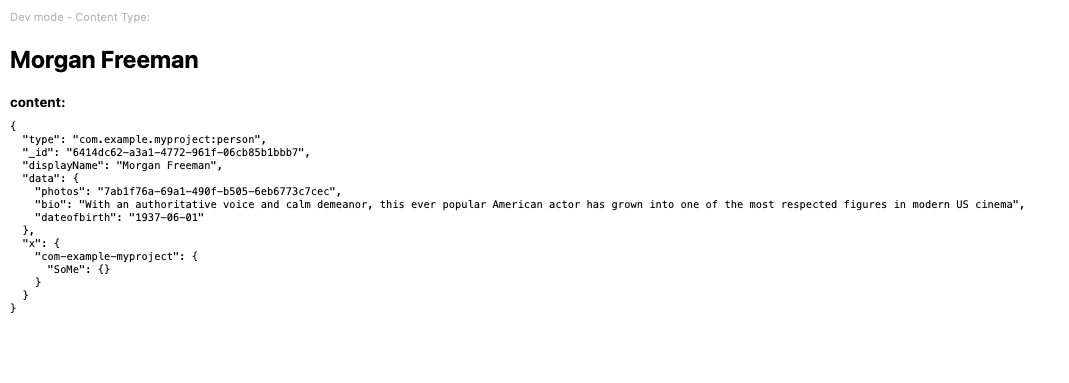 Dev mode - Content Type:
Morgan Freeman
content:
{
  "type": "com.example.myproject:person",
  "_id": "6414dc62-a3a1-4772-961f-06cb85b1bbb7",
  "displayName": "Morgan Freeman",
  "data": {
    "photos": "7ab1f76a-69a1-490f-b505-6eb6773c7cec",
    "bio": "With an authoritative voice and calm demeanor, this ever popular American actor has grown into one of the most respected figures in modern US cinema",
    "dateofbirth": "1937-06-01"
  },
  "x": {
    "com-example-myproject": {
      "SoMe": {}
    }
  }
}